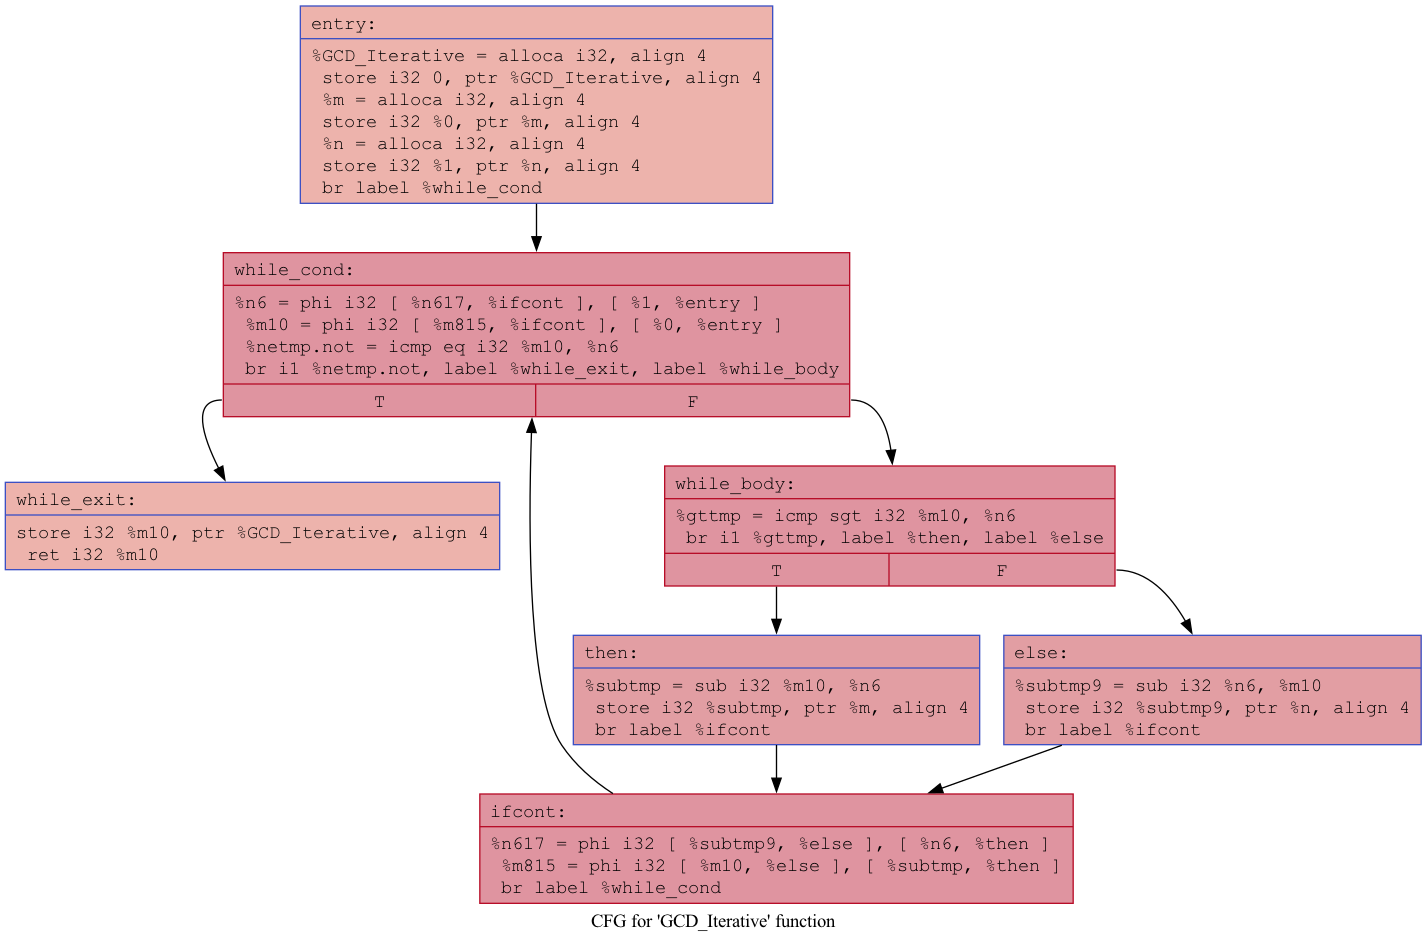 entry:
%GCD_Iterative = alloca i32, align 4
store i32 0, ptr %GCD_Iterative, align 4
%m = alloca i32, align 4
store i32 %0, ptr %m, align 4
%n = alloca i32, align 4
store i32 %1, ptr %n, align 4
br label %while_cond
while_cond:
%n6 = phi i32 [ %n617, %ifcont ], [ %1, %entry ]
%m10 = phi i32 [ %m815, %ifcont ], [ %0, %entry ]
%netmp.not = icmp eq i32 %m10, %n6
br i1 %netmp.not, label %while_exit, label %while_body
T
F
while_exit:
store i32 %m10, ptr %GCD_Iterative, align 4
ret i32 %m10
while_body:
%gttmp = icmp sgt i32 %m10, %n6
br i1 %gttmp, label %then, label %else
T
F
then:
%subtmp = sub i32 %m10, %n6
store i32 %subtmp, ptr %m, align 4
br label %ifcont
else:
%subtmp9 = sub i32 %n6, %m10
store i32 %subtmp9, ptr %n, align 4
br label %ifcont
ifcont:
%n617 = phi i32 [ %subtmp9, %else ], [ %n6, %then ]
%m815 = phi i32 [ %m10, %else ], [ %subtmp, %then ]
br label %while_cond
CFG for 'GCD_Iterative' function